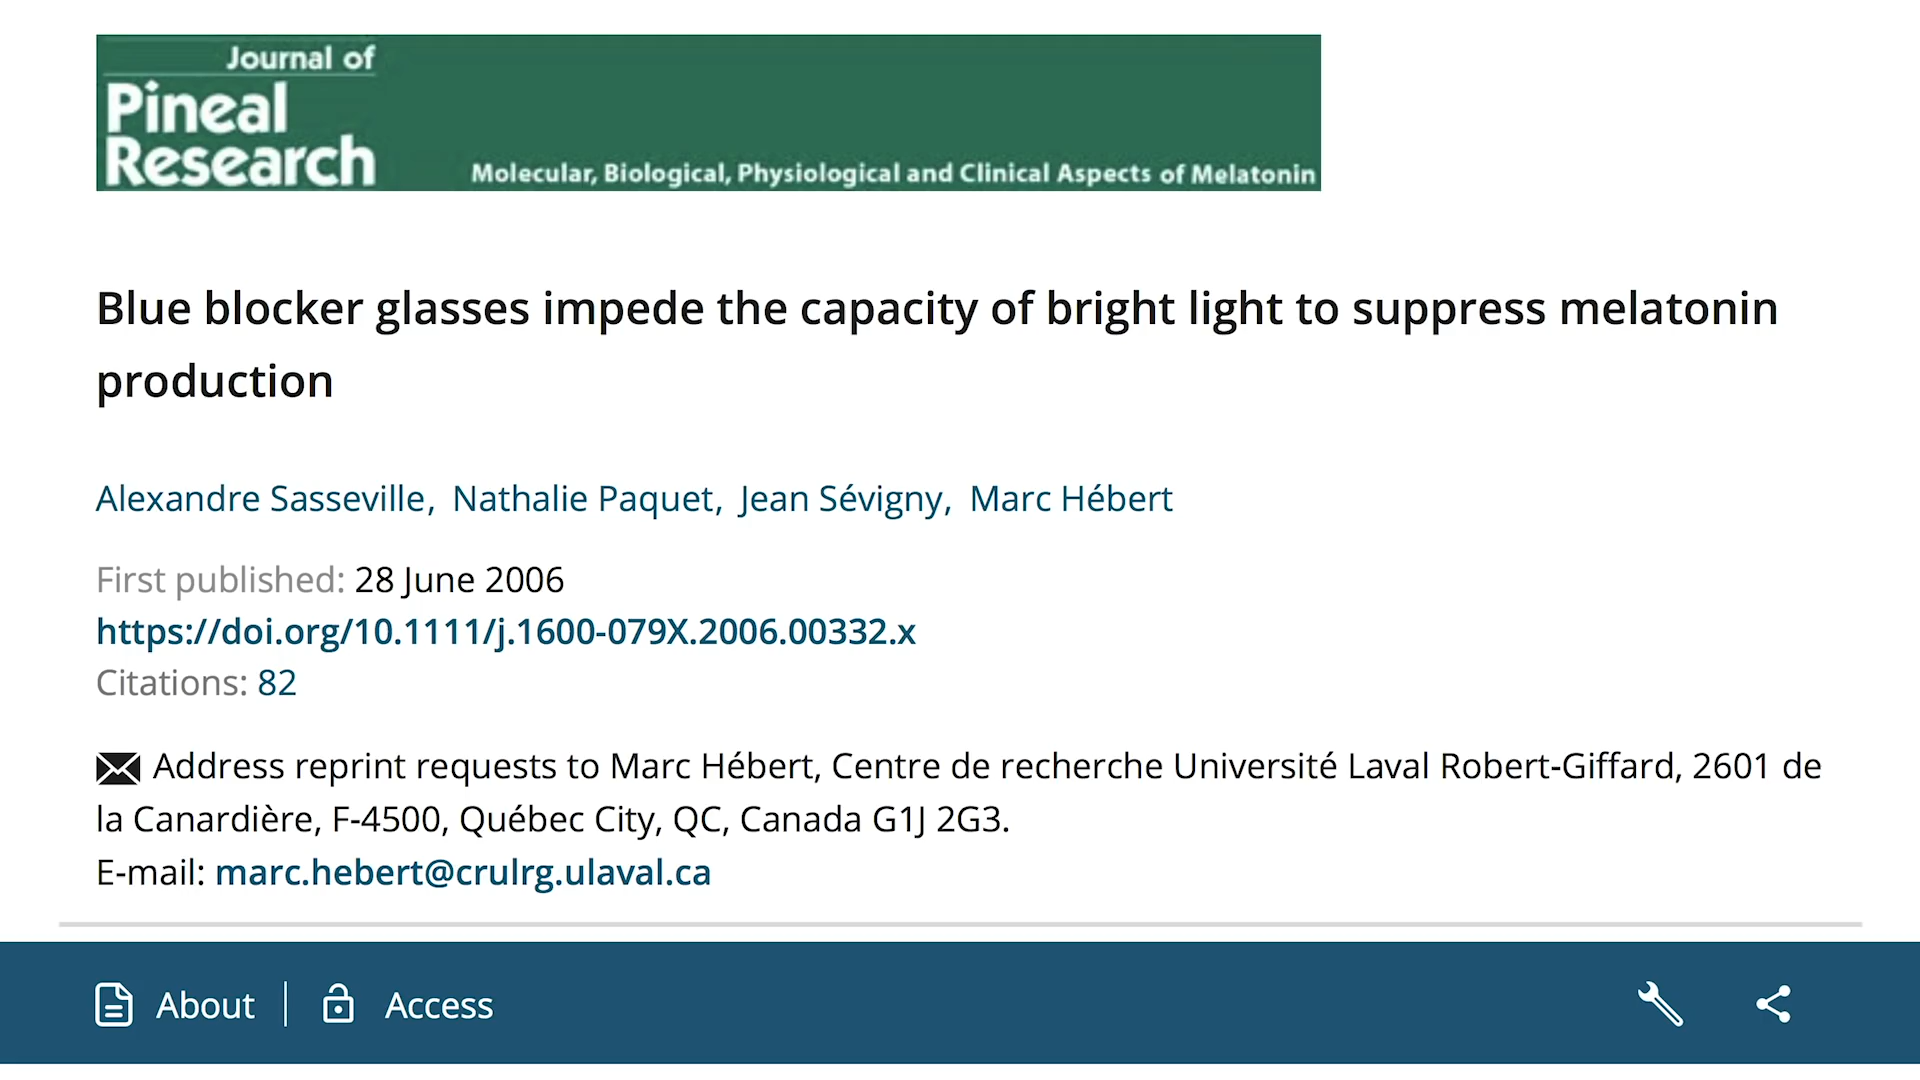 Journal of
Pineal
Research
Molecular, Biological, Physiological and Clinical Aspects of Melatonin
Blue blocker glasses impede the capacity of bright light to suppress melatonin
production
Alexandre Sasseville, Nathalie Paquet, Jean Sévigny, Marc Hébert
First published: 28 June 2006
https://doi.org/10.1111/j.1600-079X.2006.00332.x
Citations: 82
Address reprint requests to Marc Hébert, Centre de recherche Université Laval Robert-Giffard, 2601 de
la Canardière, F-4500, Québec City, QC, Canada G1J 2G3.
E-mail: marc.hebert@crulrg.ulaval.ca
About | Access